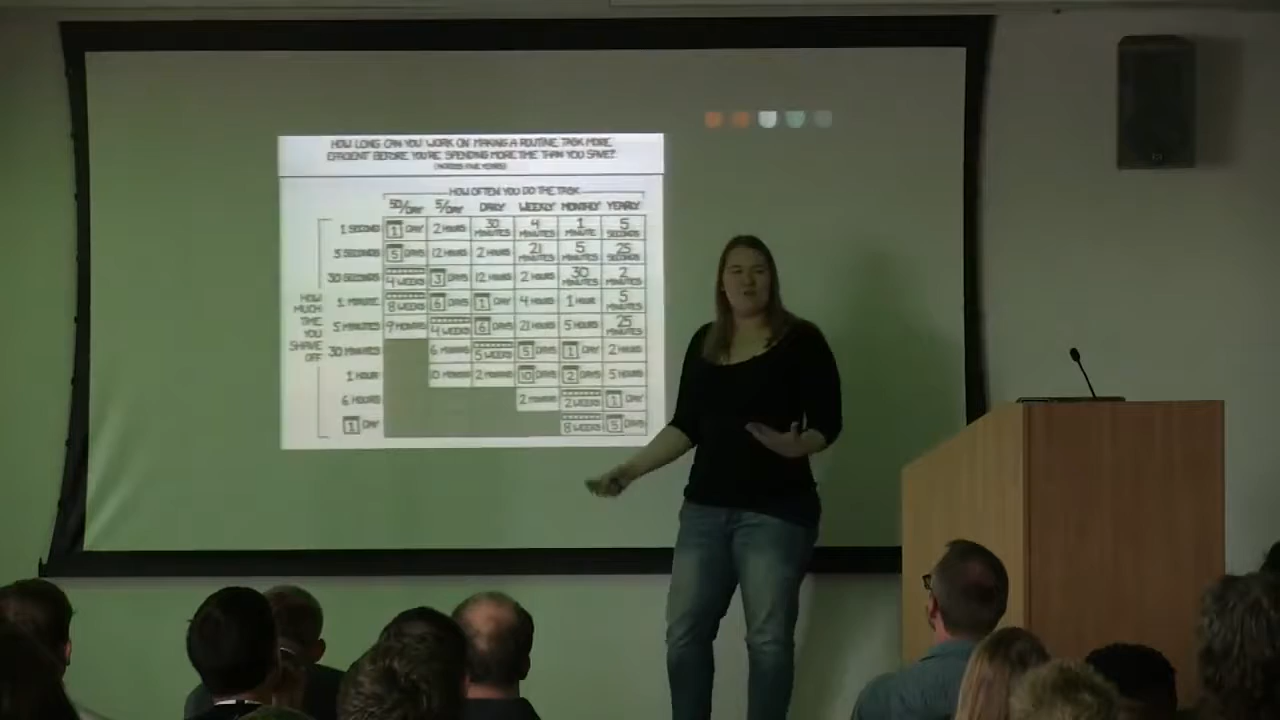 HOW LONG CAN YOU WORK ON MAKING A ROUTINE TASK MORE
EFFICIENT BEFORE YOU'RE SPENDING MORE TIME THAN YOU SAVE?
(ACROSS FIVE YEARS)
HOW OFTEN YOU DO THE TASK
50/DAY 5/DAY DAILY WEEKLY MONTHLY YEARLY
HOW MUCH TIME YOU SHAVE OFF
1 SECOND 1 DAY 2 HOURS 30 MINUTES 4 MINUTES 1 MINUTE 5 SECONDS
5 SECONDS 5 DAYS 12 HOURS 2 HOURS 21 MINUTES 5 MINUTES 25 SECONDS
30 SECONDS 4 WEEKS 3 DAYS 12 HOURS 2 HOURS 30 MINUTES 2 MINUTES
1 MINUTE 8 WEEKS 6 DAYS 1 DAY 4 HOURS 1 HOUR 5 MINUTES
5 MINUTES 9 MONTHS 4 WEEKS 6 DAYS 21 HOURS 5 HOURS 25 MINUTES
30 MINUTES 6 MONTHS 5 WEEKS 5 DAYS 1 DAY 2 HOURS
1 HOUR 10 MONTHS 2 MONTHS 10 DAYS 2 DAYS 5 HOURS
6 HOURS 2 MONTHS 2 WEEKS 1 DAY
1 DAY 8 WEEKS 5 DAYS